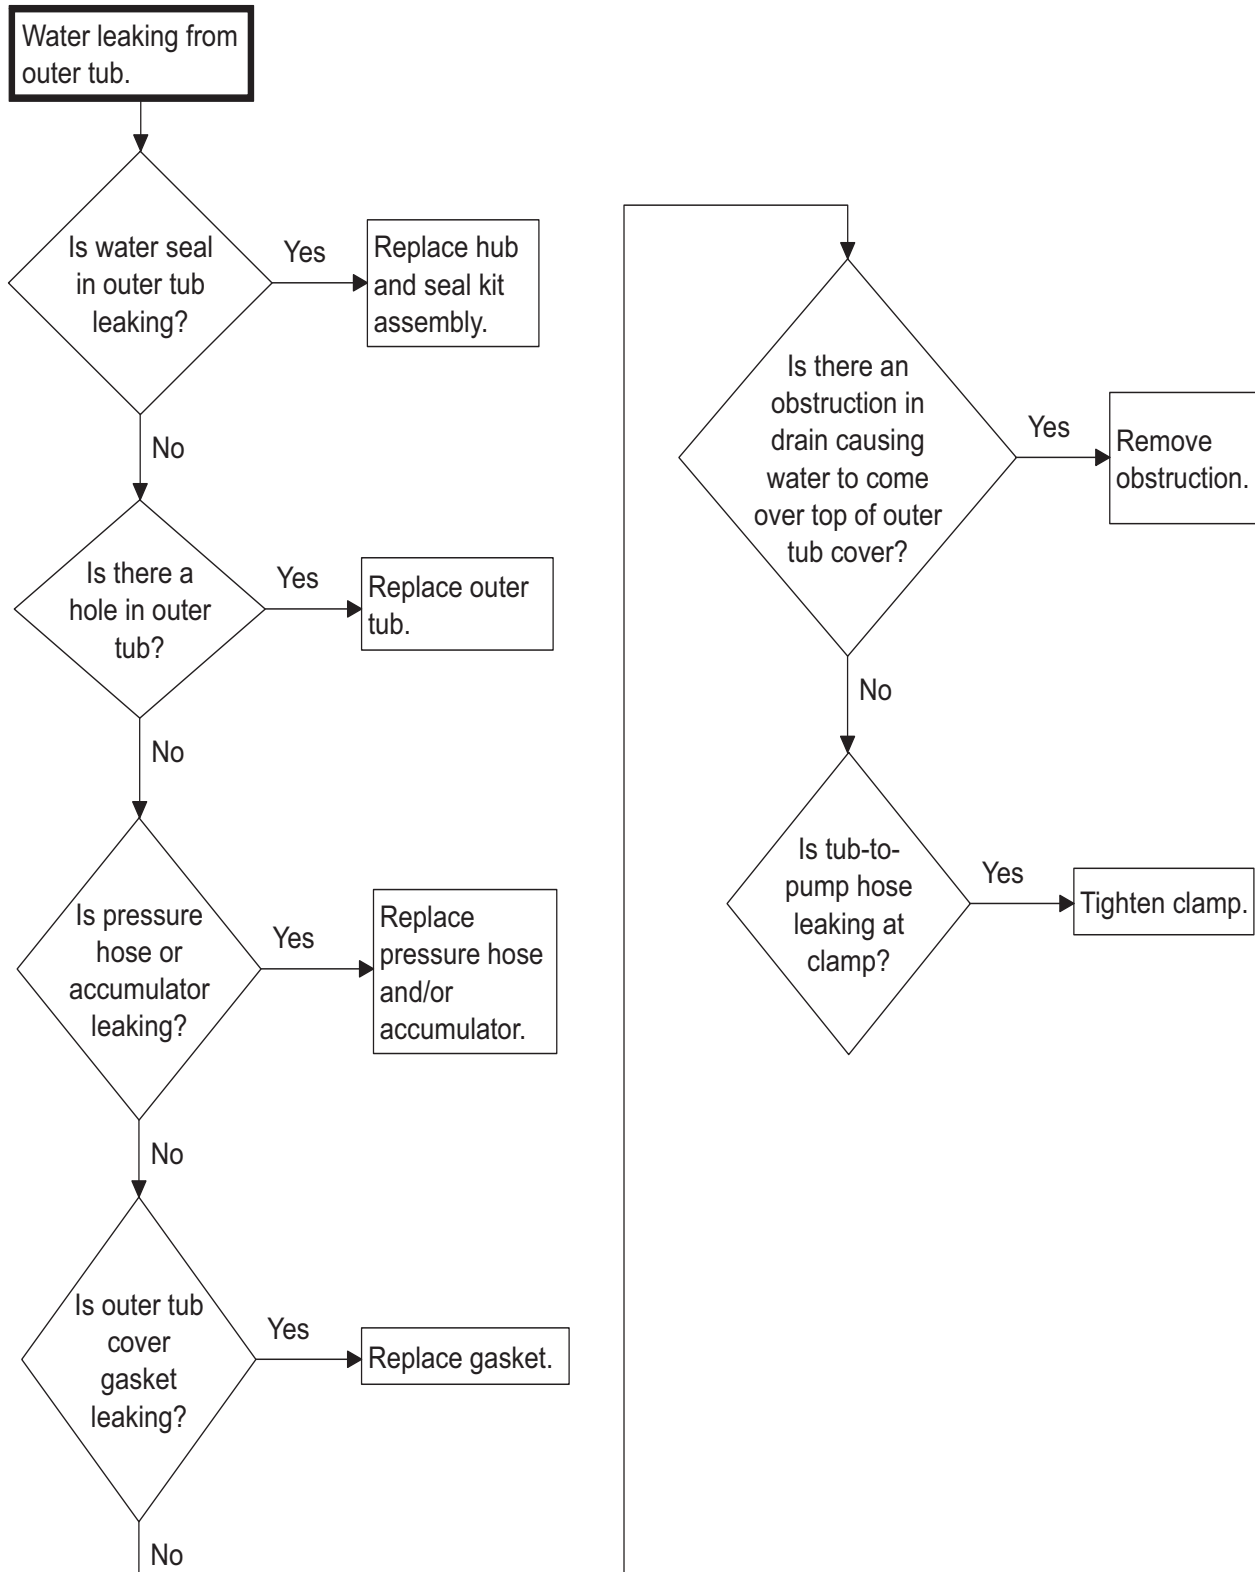 Water leaking from
outer tub.
Is water seal
in outer tub
leaking?
Yes
Replace hub
and seal kit
assembly.
No
Is there a
hole in outer
tub?
Yes
Replace outer
tub.
No
Is pressure
hose or
accumulator
leaking?
Yes
Replace
pressure hose
and/or
accumulator.
No
Is outer tub
cover
gasket
leaking?
Yes
Replace gasket.
No
Is there an
obstruction in
drain causing
water to come
over top of outer
tub cover?
Yes
Remove
obstruction.
No
Is tub-to-
pump hose
leaking at
clamp?
Yes
Tighten clamp.